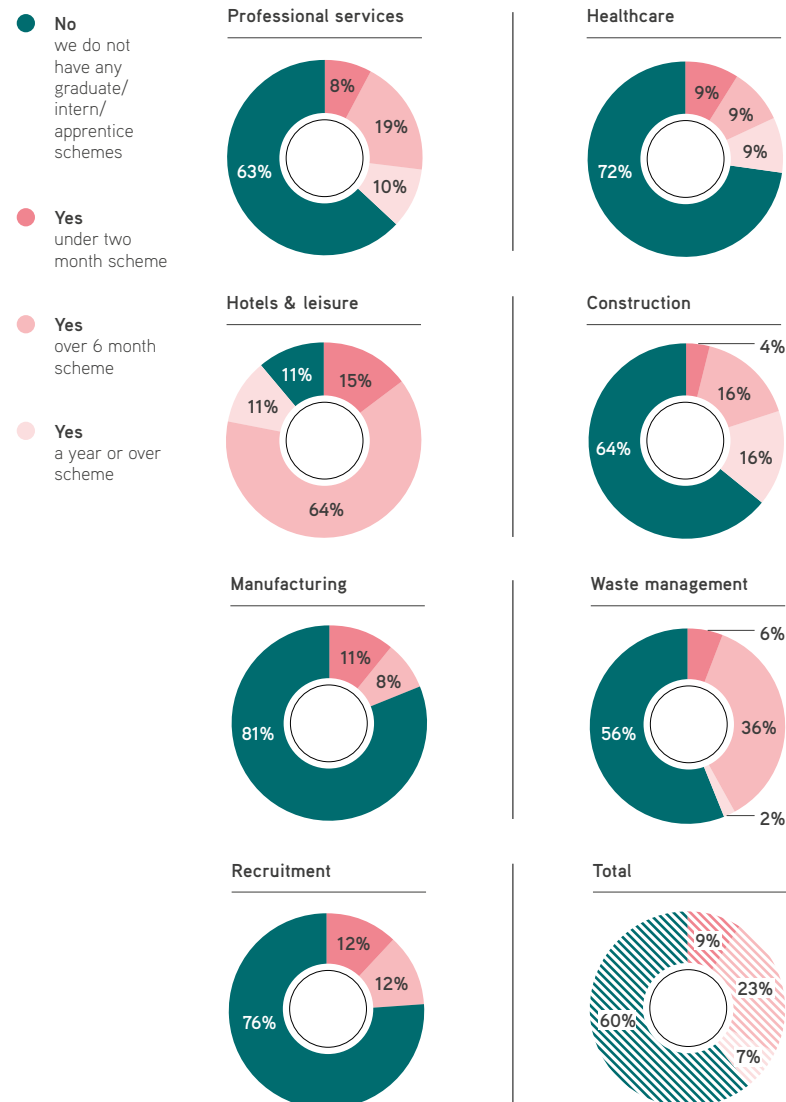 No
we do not
have any
graduate/
intern/
apprentice
schemes
Yes
under two
month scheme
Yes
over 6 month
scheme
Yes
a year or over
scheme
Professional services
8%
19%
10%
63%
Healthcare
9%
9%
9%
72%
Hotels & leisure
11%
15%
11%
64%
Construction
4%
16%
16%
64%
Manufacturing
11%
8%
81%
Waste management
6%
36%
56%
2%
Recruitment
12%
12%
76%
Total
9%
23%
60%
7%